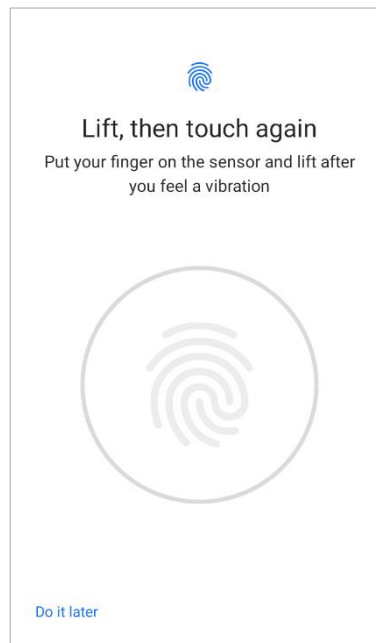 Lift, then touch again
Put your finger on the sensor and lift after
you feel a vibration
Do it later